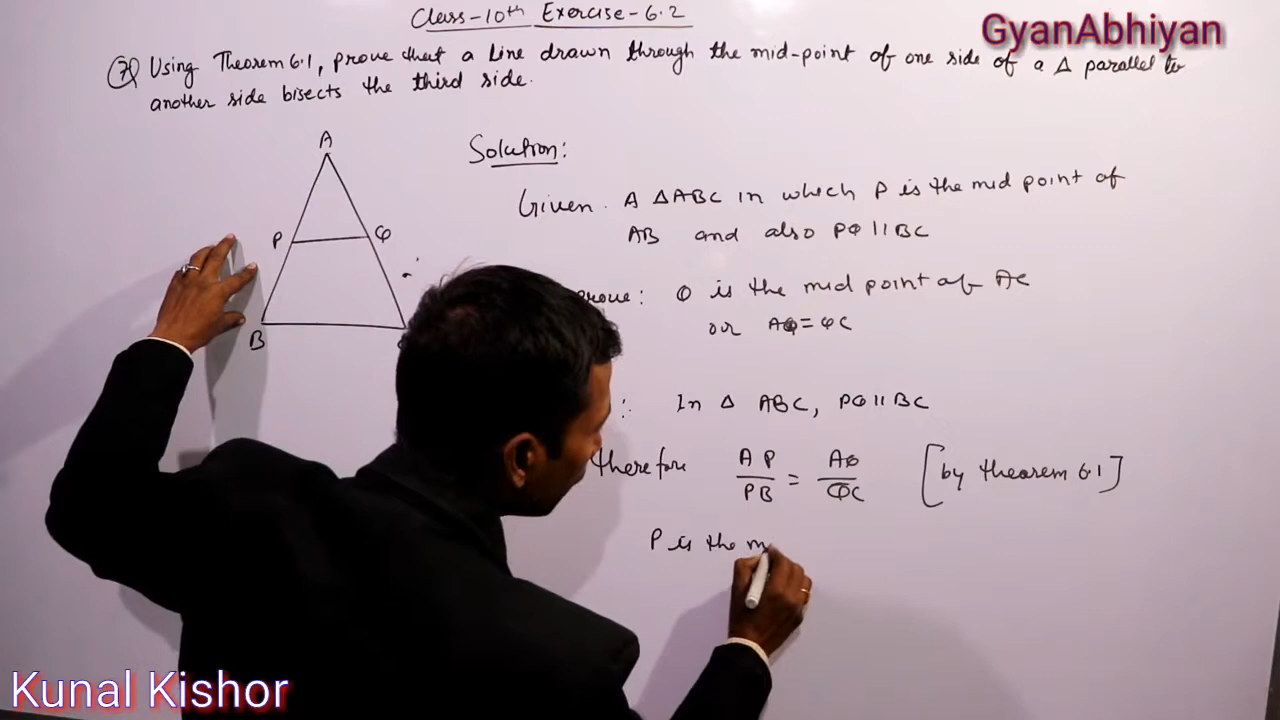 Class-10th Exercise-6.2
GyanAbhiyan
7 Using Theorem 6.1, prove that a line drawn through the mid-point of one side of a Δ parallel to
another side bisects the third side.
A
Solution:
Given. A ΔABC in which P is the mid point of
AB and also PQ || BC
P Q
prove: Q is the mid point of AC
or AQ = QC
B
: In Δ ABC, PQ || BC
therefore AP/PB = AQ/QC [by theorem 6.1]
P is the m
Kunal Kishor